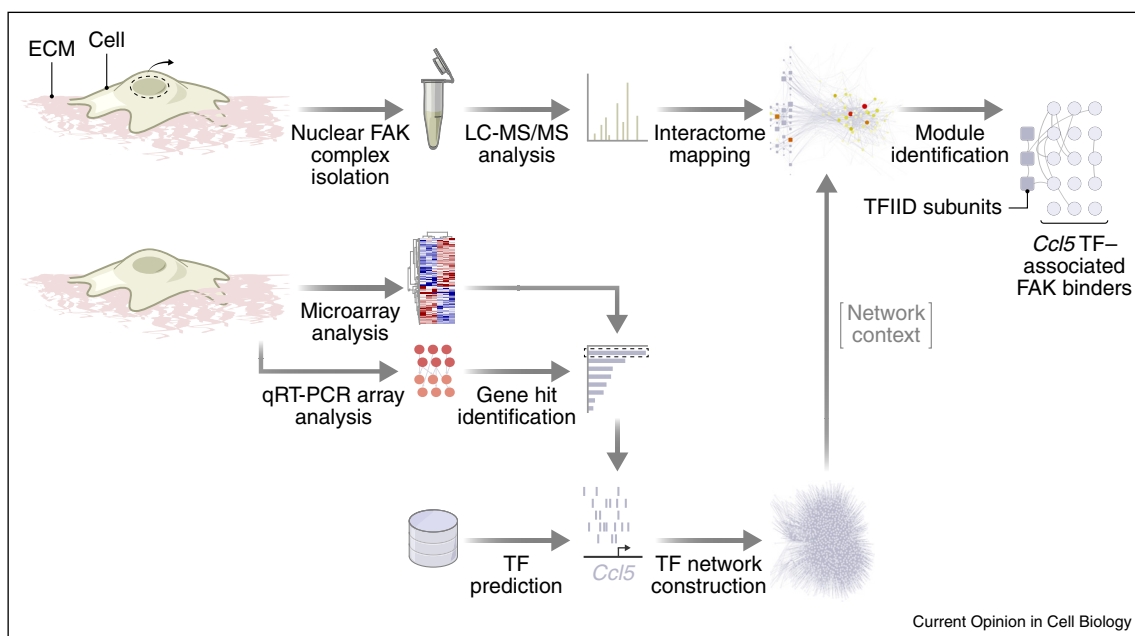 ECM
Cell
Nuclear FAK
complex
isolation
LC-MS/MS
analysis
Interactome
mapping
Module
identification
TFIID subunits
Ccl5 TF–
associated
FAK binders
Microarray
analysis
Network
context
qRT-PCR array
analysis
Gene hit
identification
TF
prediction
Ccl5
TF network
construction
Current Opinion in Cell Biology